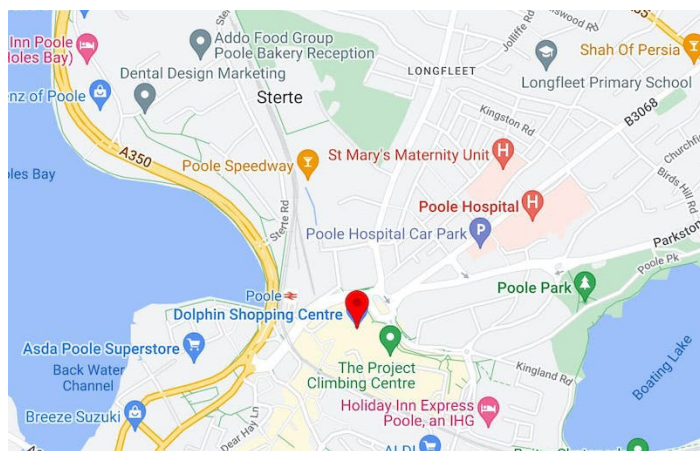 Inn Poole
Holes Bay)
Addo Food Group
Poole Bakery Reception
Jolliffe Rd
Shah Of Persia
LONGFLEET
Longfleet Primary School
Dental Design Marketing
Sterte
enz of Poole
Kingston Rd
B3068
A350
St Mary's Maternity Unit
Poole Speedway
oles Bay
Birds Hill Rd
Poole Hospital
Sterte Rd
Poole Hospital Car Park
P
H
H
Parkston
Poole Pk
Poole Park
Poole
Dolphin Shopping Centre
Asda Poole Superstore
The Project
Climbing Centre
Back Water
Channel
Kingland Rd
Boating Lake
Holiday Inn Express
Poole, an IHG
Breeze Suzuki
Dear Hay Ln
ALDI